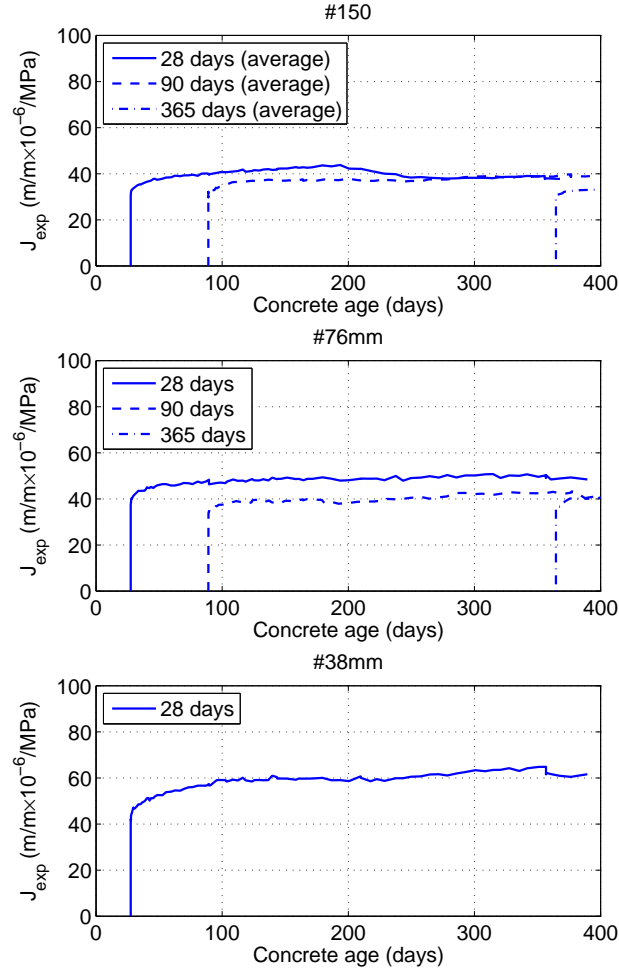 #150
100
80
60
40
20
0
J_exp (m/m×10^−6/MPa)
28 days (average)
90 days (average)
365 days (average)
0 100 200 300 400
Concrete age (days)
#76mm
100
80
60
40
20
0
J_exp (m/m×10^−6/MPa)
28 days
90 days
365 days
0 100 200 300 400
Concrete age (days)
#38mm
100
80
60
40
20
0
J_exp (m/m×10^−6/MPa)
28 days
0 100 200 300 400
Concrete age (days)